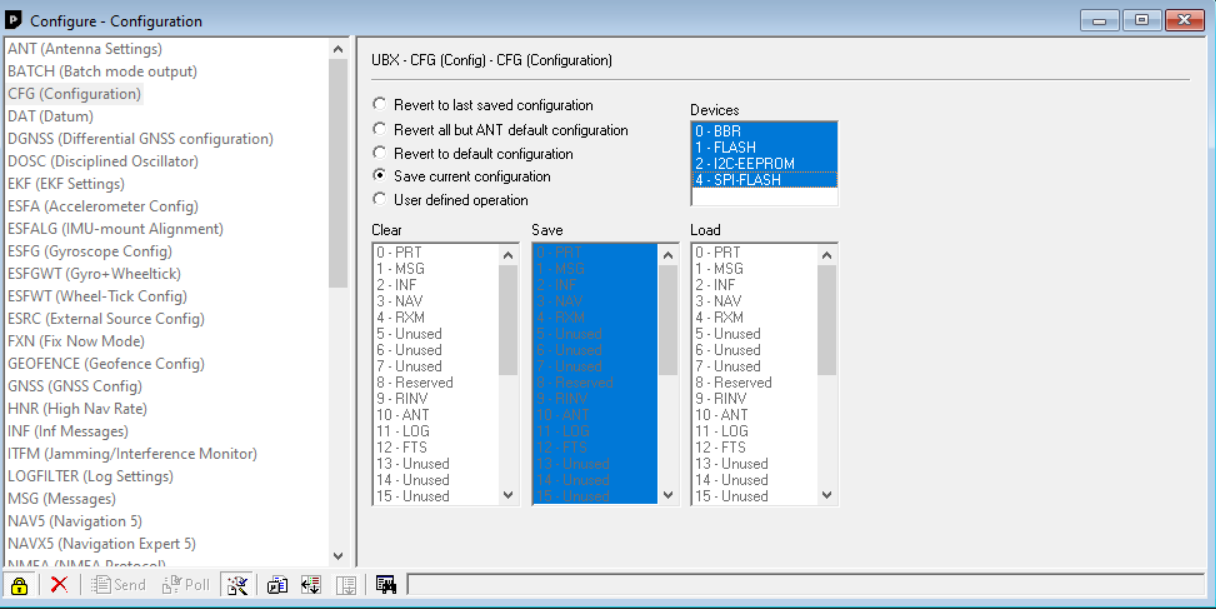 Configure - Configuration
ANT (Antenna Settings)
BATCH (Batch mode output)
CFG (Configuration)
DAT (Datum)
DGNSS (Differential GNSS configuration)
DOSC (Disciplined Oscillator)
EKF (EKF Settings)
ESFA (Accelerometer Config)
ESFALG (IMU-mount Alignment)
ESFG (Gyroscope Config)
ESFGWT (Gyro+Wheeltick)
ESFWT (Wheel-Tick Config)
ESRC (External Source Config)
FXN (Fix Now Mode)
GEOFENCE (Geofence Config)
GNSS (GNSS Config)
HNR (High Nav Rate)
INF (Inf Messages)
ITFM (Jamming/Interference Monitor)
LOGFILTER (Log Settings)
MSG (Messages)
NAV5 (Navigation 5)
NAVX5 (Navigation Expert 5)
NMEA (NMEA Protocol)
UBX - CFG (Config) - CFG (Configuration)
Revert to last saved configuration
Revert all but ANT default configuration
Revert to default configuration
Save current configuration
User defined operation
Devices
0 - BBR
1 - FLASH
2 - I2C-EEPROM
4 - SPI-FLASH
Clear
0 - PRT
1 - MSG
2 - INF
3 - NAV
4 - RXM
5 - Unused
6 - Unused
7 - Unused
8 - Reserved
9 - RINV
10 - ANT
11 - LOG
12 - FTS
13 - Unused
14 - Unused
15 - Unused
Save
0 - PRT
1 - MSG
2 - INF
3 - NAV
4 - RXM
5 - Unused
6 - Unused
7 - Unused
8 - Reserved
9 - RINV
10 - ANT
11 - LOG
12 - FTS
13 - Unused
14 - Unused
15 - Unused
Load
0 - PRT
1 - MSG
2 - INF
3 - NAV
4 - RXM
5 - Unused
6 - Unused
7 - Unused
8 - Reserved
9 - RINV
10 - ANT
11 - LOG
12 - FTS
13 - Unused
14 - Unused
15 - Unused
Send
Poll